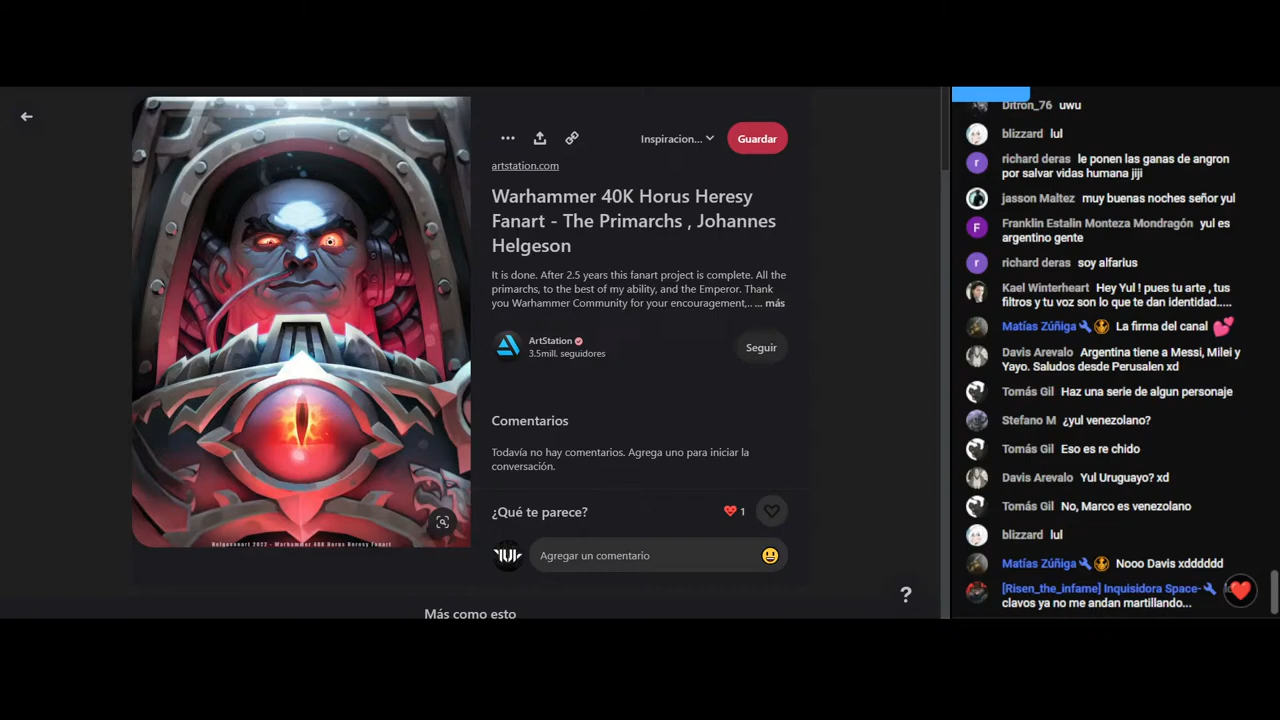 Inspiracion...
Guardar
artstation.com
Warhammer 40K Horus Heresy
Fanart - The Primarchs , Johannes
Helgeson
It is done. After 2.5 years this fanart project is complete. All the
primarchs, to the best of my ability, and the Emperor. Thank
you Warhammer Community for your encouragement,.. ... más
ArtStation
3.5mill. seguidores
Seguir
Comentarios
Todavía no hay comentarios. Agrega uno para iniciar la
conversación.
¿Qué te parece?
1
Agregar un comentario
Más como esto
?
Helgesonart 2022 - Warhammer 40K Horus Heresy Fanart
Ditron_76 uwu
blizzard lul
richard deras le ponen las ganas de angron
por salvar vidas humana jiji
jasson Maltez muy buenas noches señor yul
Franklin Estalin Monteza Mondragón yul es
argentino gente
richard deras soy alfarius
Kael Winterheart Hey Yul ! pues tu arte , tus
filtros y tu voz son lo que te dan identidad.....
Matías Zúñiga La firma del canal 💕
Davis Arevalo Argentina tiene a Messi, Milei y
Yayo. Saludos desde Perusalen xd
Tomás Gil Haz una serie de algun personaje
Stefano M ¿yul venezolano?
Tomás Gil Eso es re chido
Davis Arevalo Yul Uruguayo? xd
Tomás Gil No, Marco es venezolano
blizzard lul
Matías Zúñiga Nooo Davis xdddddd
[Risen_the_infame] Inquisidora Space-
clavos ya no me andan martillando...